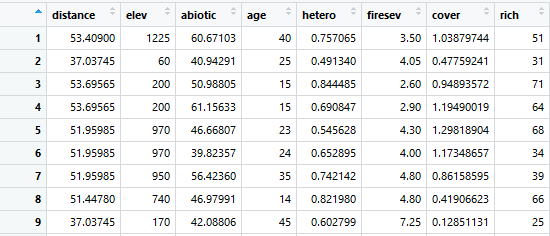 distance elev abiotic age hetero firesev cover rich
1 53.40900 1225 60.67103 40 0.757065 3.50 1.03879744 51
2 37.03745 60 40.94291 25 0.491340 4.05 0.47759241 31
3 53.69565 200 50.98805 15 0.844485 2.60 0.94893572 71
4 53.69565 200 61.15633 15 0.690847 2.90 1.19490019 64
5 51.95985 970 46.66807 23 0.545628 4.30 1.29818904 68
6 51.95985 970 39.82357 24 0.652895 4.00 1.17348657 34
7 51.95985 950 56.42360 35 0.742142 4.80 0.86158595 39
8 51.44780 740 46.97991 14 0.821980 4.80 0.41906623 66
9 37.03745 170 42.08806 45 0.602799 7.25 0.12851131 25